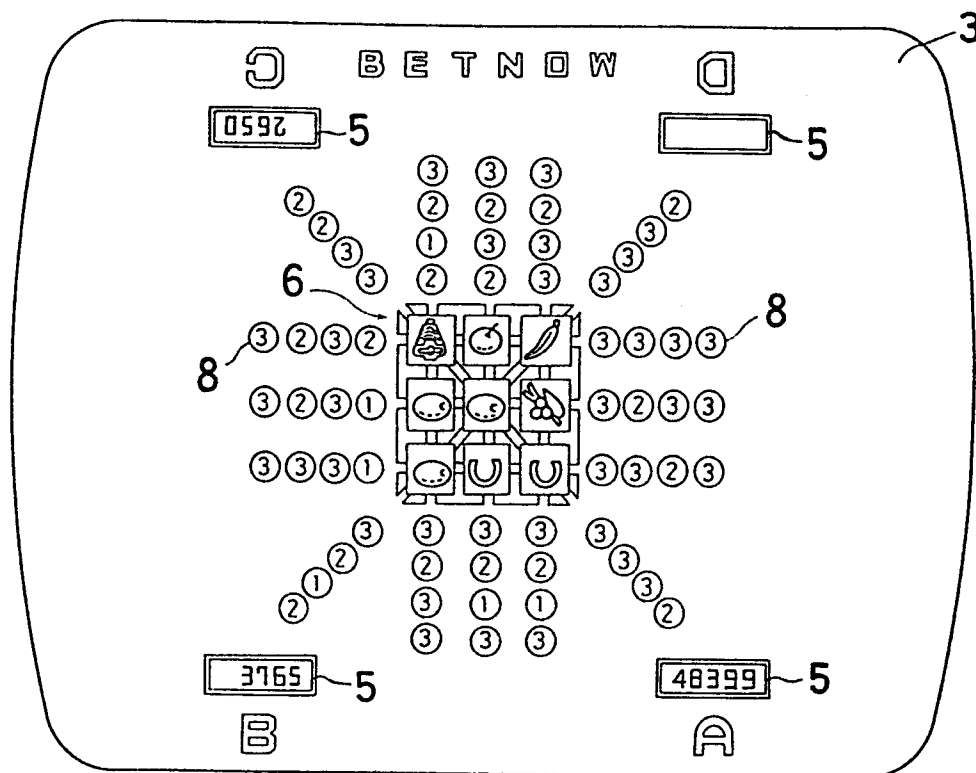 3
C BETNOW D
2650 5 5
3 3 3
2 2 2 2 2
2 1 3 3 3
3 3
3 2 2 3 3
6
8 3 2 3 2 3 3 3 3 8
3 2 3 1 3 2 3 3
3 3 3 1 3 3 2 3
3 3 3 3 3
2 2 2 2 3
1 3 1 1 3
2 3 3 3 2
3765 5 48399 5
B A